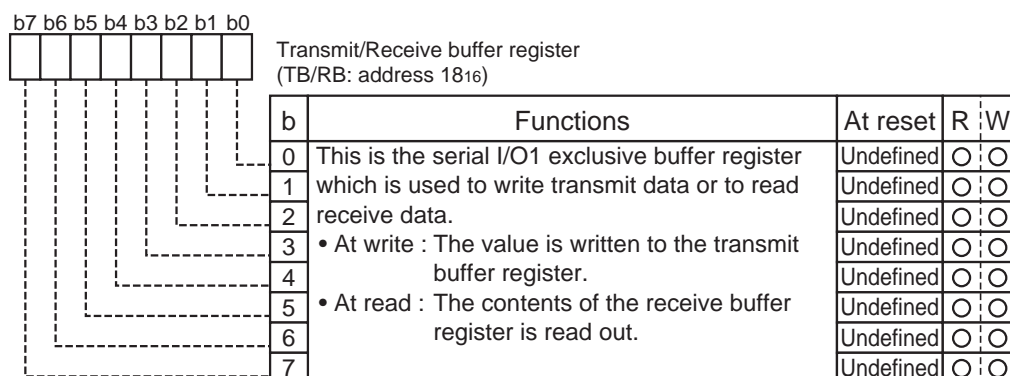 b7 b6 b5 b4 b3 b2 b1 b0
Transmit/Receive buffer register
(TB/RB: address 18₁₆)
b Functions At reset R W
0 This is the serial I/O1 exclusive buffer register Undefined O O
1 which is used to write transmit data or to read Undefined O O
2 receive data. Undefined O O
3 • At write : The value is written to the transmit Undefined O O
4 buffer register. Undefined O O
5 • At read : The contents of the receive buffer Undefined O O
6 register is read out. Undefined O O
7 Undefined O O